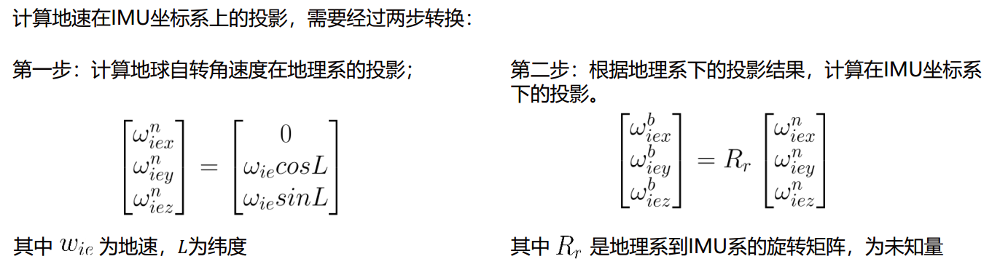 计算地速在IMU坐标系上的投影，需要经过两步转换：
第一步：计算地球自转角速度在地理系的投影；
$$\begin{bmatrix} \omega_{iex}^{n} \\ \omega_{iey}^{n} \\ \omega_{iez}^{n} \end{bmatrix} = \begin{bmatrix} 0 \\ \omega_{ie}cosL \\ \omega_{ie}sinL \end{bmatrix}$$
其中 $w_{ie}$ 为地速，$L$为纬度
第二步：根据地理系下的投影结果，计算在IMU坐标系
下的投影。
$$\begin{bmatrix} \omega_{iex}^{b} \\ \omega_{iey}^{b} \\ \omega_{iez}^{b} \end{bmatrix} = R_r \begin{bmatrix} \omega_{iex}^{n} \\ \omega_{iey}^{n} \\ \omega_{iez}^{n} \end{bmatrix}$$
其中 $R_r$ 是地理系到IMU系的旋转矩阵，为未知量